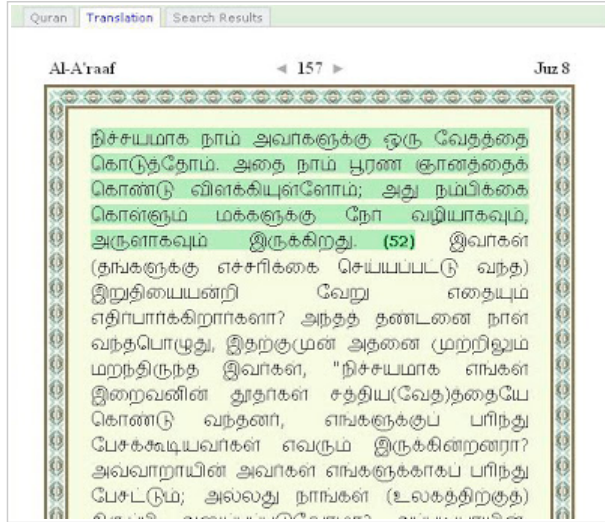 Quran Translation Search Results
Al-A'raaf ◄ 157 ► Juz 8
நிச்சயமாக நாம் அவர்களுக்கு ஒரு வேதத்தை
கொடுத்தோம். அதை நாம் பூரண ஞானத்தைக்
கொண்டு விளக்கியுள்ளோம்; அது நம்பிக்கை
கொள்ளும் மக்களுக்கு நேர் வழியாகவும்,
அருளாகவும் இருக்கிறது. (52) இவர்கள்
(தங்களுக்கு எச்சரிக்கை செய்யப்பட்டு வந்த)
இறுதியையன்றி வேறு எதையும்
எதிர்பார்க்கிறார்களா? அந்தத் தண்டனை நாள்
வந்தபொழுது, இதற்குமுன் அதனை முற்றிலும்
மறந்திருந்த இவர்கள், "நிச்சயமாக எங்கள்
இறைவனின் தூதர்கள் சத்திய(வேத)த்தையே
கொண்டு வந்தனர், எங்களுக்குப் பரிந்து
பேசக்கூடியவர்கள் எவரும் இருக்கின்றனரா?
அவ்வாறாயின் அவர்கள் எங்களுக்காகப் பரிந்து
பேசட்டும்; அல்லது நாங்கள் (உலகத்திற்குத்)